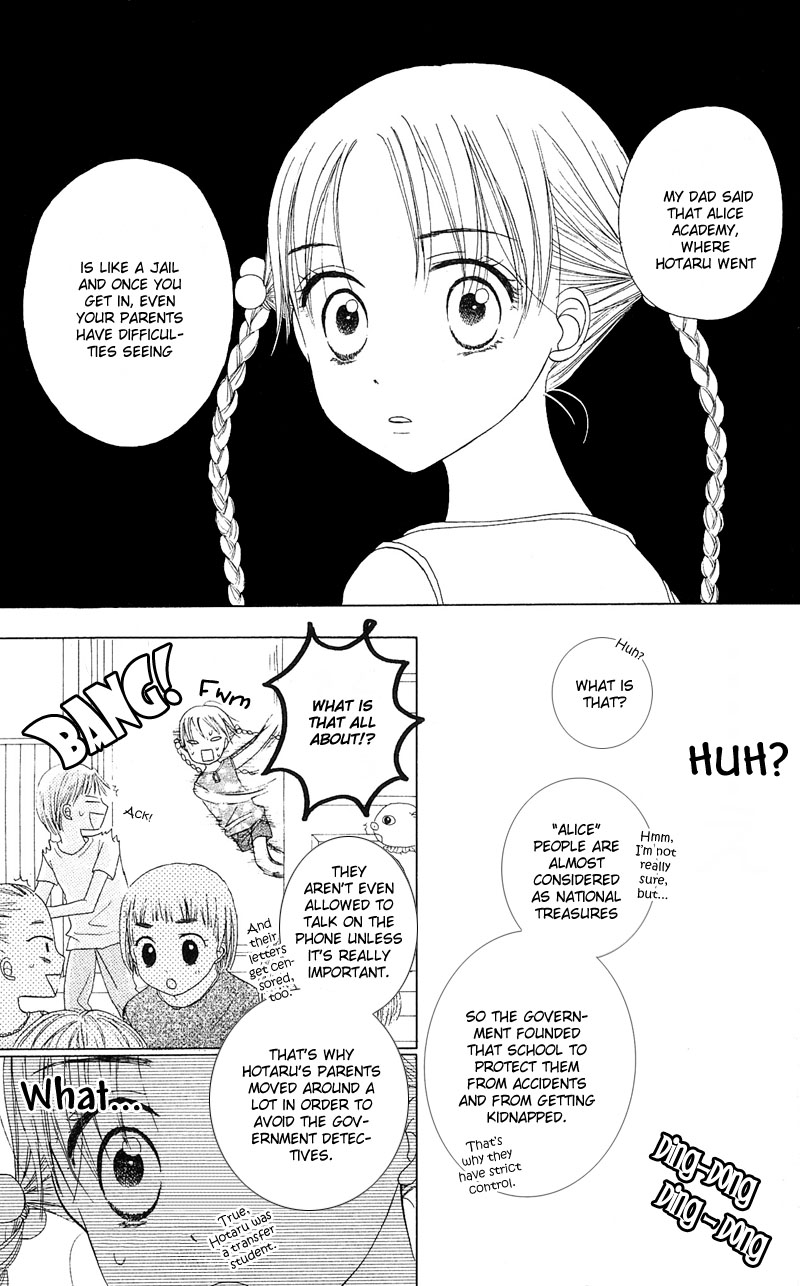 MY DAD SAID
THAT ALICE
ACADEMY,
WHERE
HOTARU WENT
IS LIKE A JAIL
AND ONCE YOU
GET IN, EVEN
YOUR PARENTS
HAVE DIFFICUL-
TIES SEEING
Huh?
WHAT IS
THAT?
HUH?
"ALICE"
PEOPLE ARE
ALMOST
CONSIDERED
AS NATIONAL
TREASURES
Hmm,
I'm not
really
sure,
but...
SO THE GOVERN-
MENT FOUNDED
THAT SCHOOL TO
PROTECT THEM
FROM ACCIDENTS
AND FROM GETTING
KIDNAPPED.
That's
why they
have strict
control.
Ding-Dong
Ding-Dong
WHAT IS
THAT ALL
ABOUT!?
Fwm
BANG!
ACK!
THEY
AREN'T EVEN
ALLOWED TO
TALK ON THE
PHONE UNLESS
IT'S REALLY
IMPORTANT.
And
their
letters
get cen-
sored,
too.
THAT'S WHY
HOTARU'S PARENTS
MOVED AROUND A
LOT IN ORDER TO
AVOID THE GOV-
ERNMENT DETEC-
TIVES.
True,
Hotaru was
a transfer
student.
What...